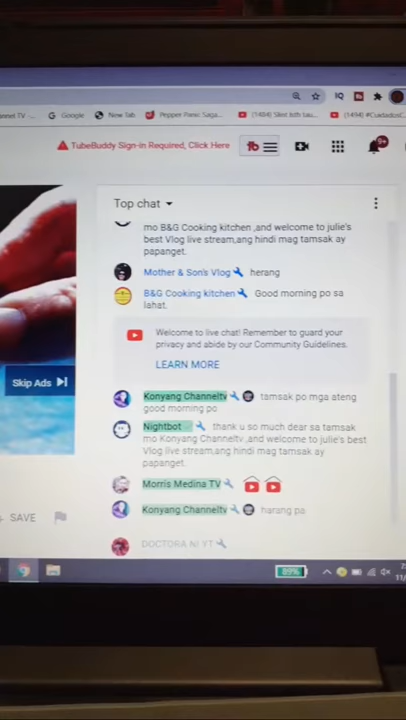 Google
New Tab
Pepper Panic Saga...
(1494) #CuidadosC
TubeBuddy Sign-in Required, Click Here
9+
Top chat
mo B&G Cooking kitchen ,and welcome to julie's
best Vlog live stream,ang hindi mag tamsak ay
papanget.
Mother & Son's Vlog herang
B&G Cooking kitchen Good morning po sa
lahat.
Welcome to live chat! Remember to guard your
privacy and abide by our Community Guidelines.
LEARN MORE
Skip Ads
Konyang Channeltv tamsak po mga ateng
good morning po
Nightbot thank u so much dear sa tamsak
mo Konyang Channeltv ,and welcome to julie's best
Vlog live stream,ang hindi mag tamsak ay
papanget.
Morris Medina TV
Konyang Channeltv harang po
SAVE
DOCTORA NI YT
89%